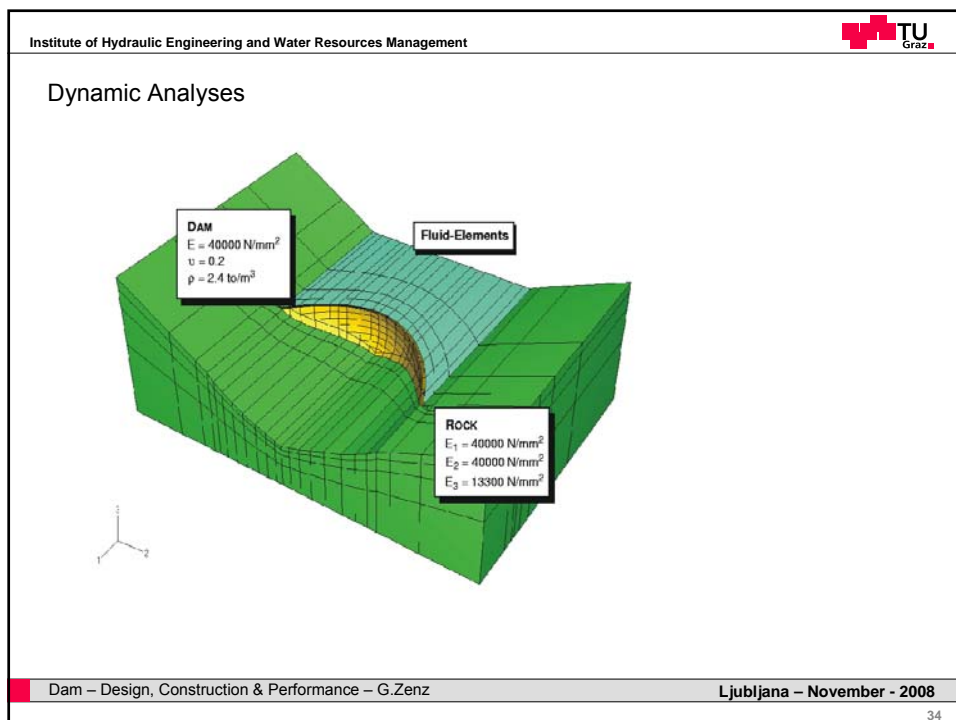 Institute of Hydraulic Engineering and Water Resources Management
TU
Graz
Dynamic Analyses
DAM
E = 40000 N/mm²
υ = 0.2
ρ = 2.4 to/m³
Fluid-Elements
ROCK
E₁ = 40000 N/mm²
E₂ = 40000 N/mm²
E₃ = 13300 N/mm²
3
1
2
Dam – Design, Construction & Performance – G.Zenz
Ljubljana – November - 2008
34